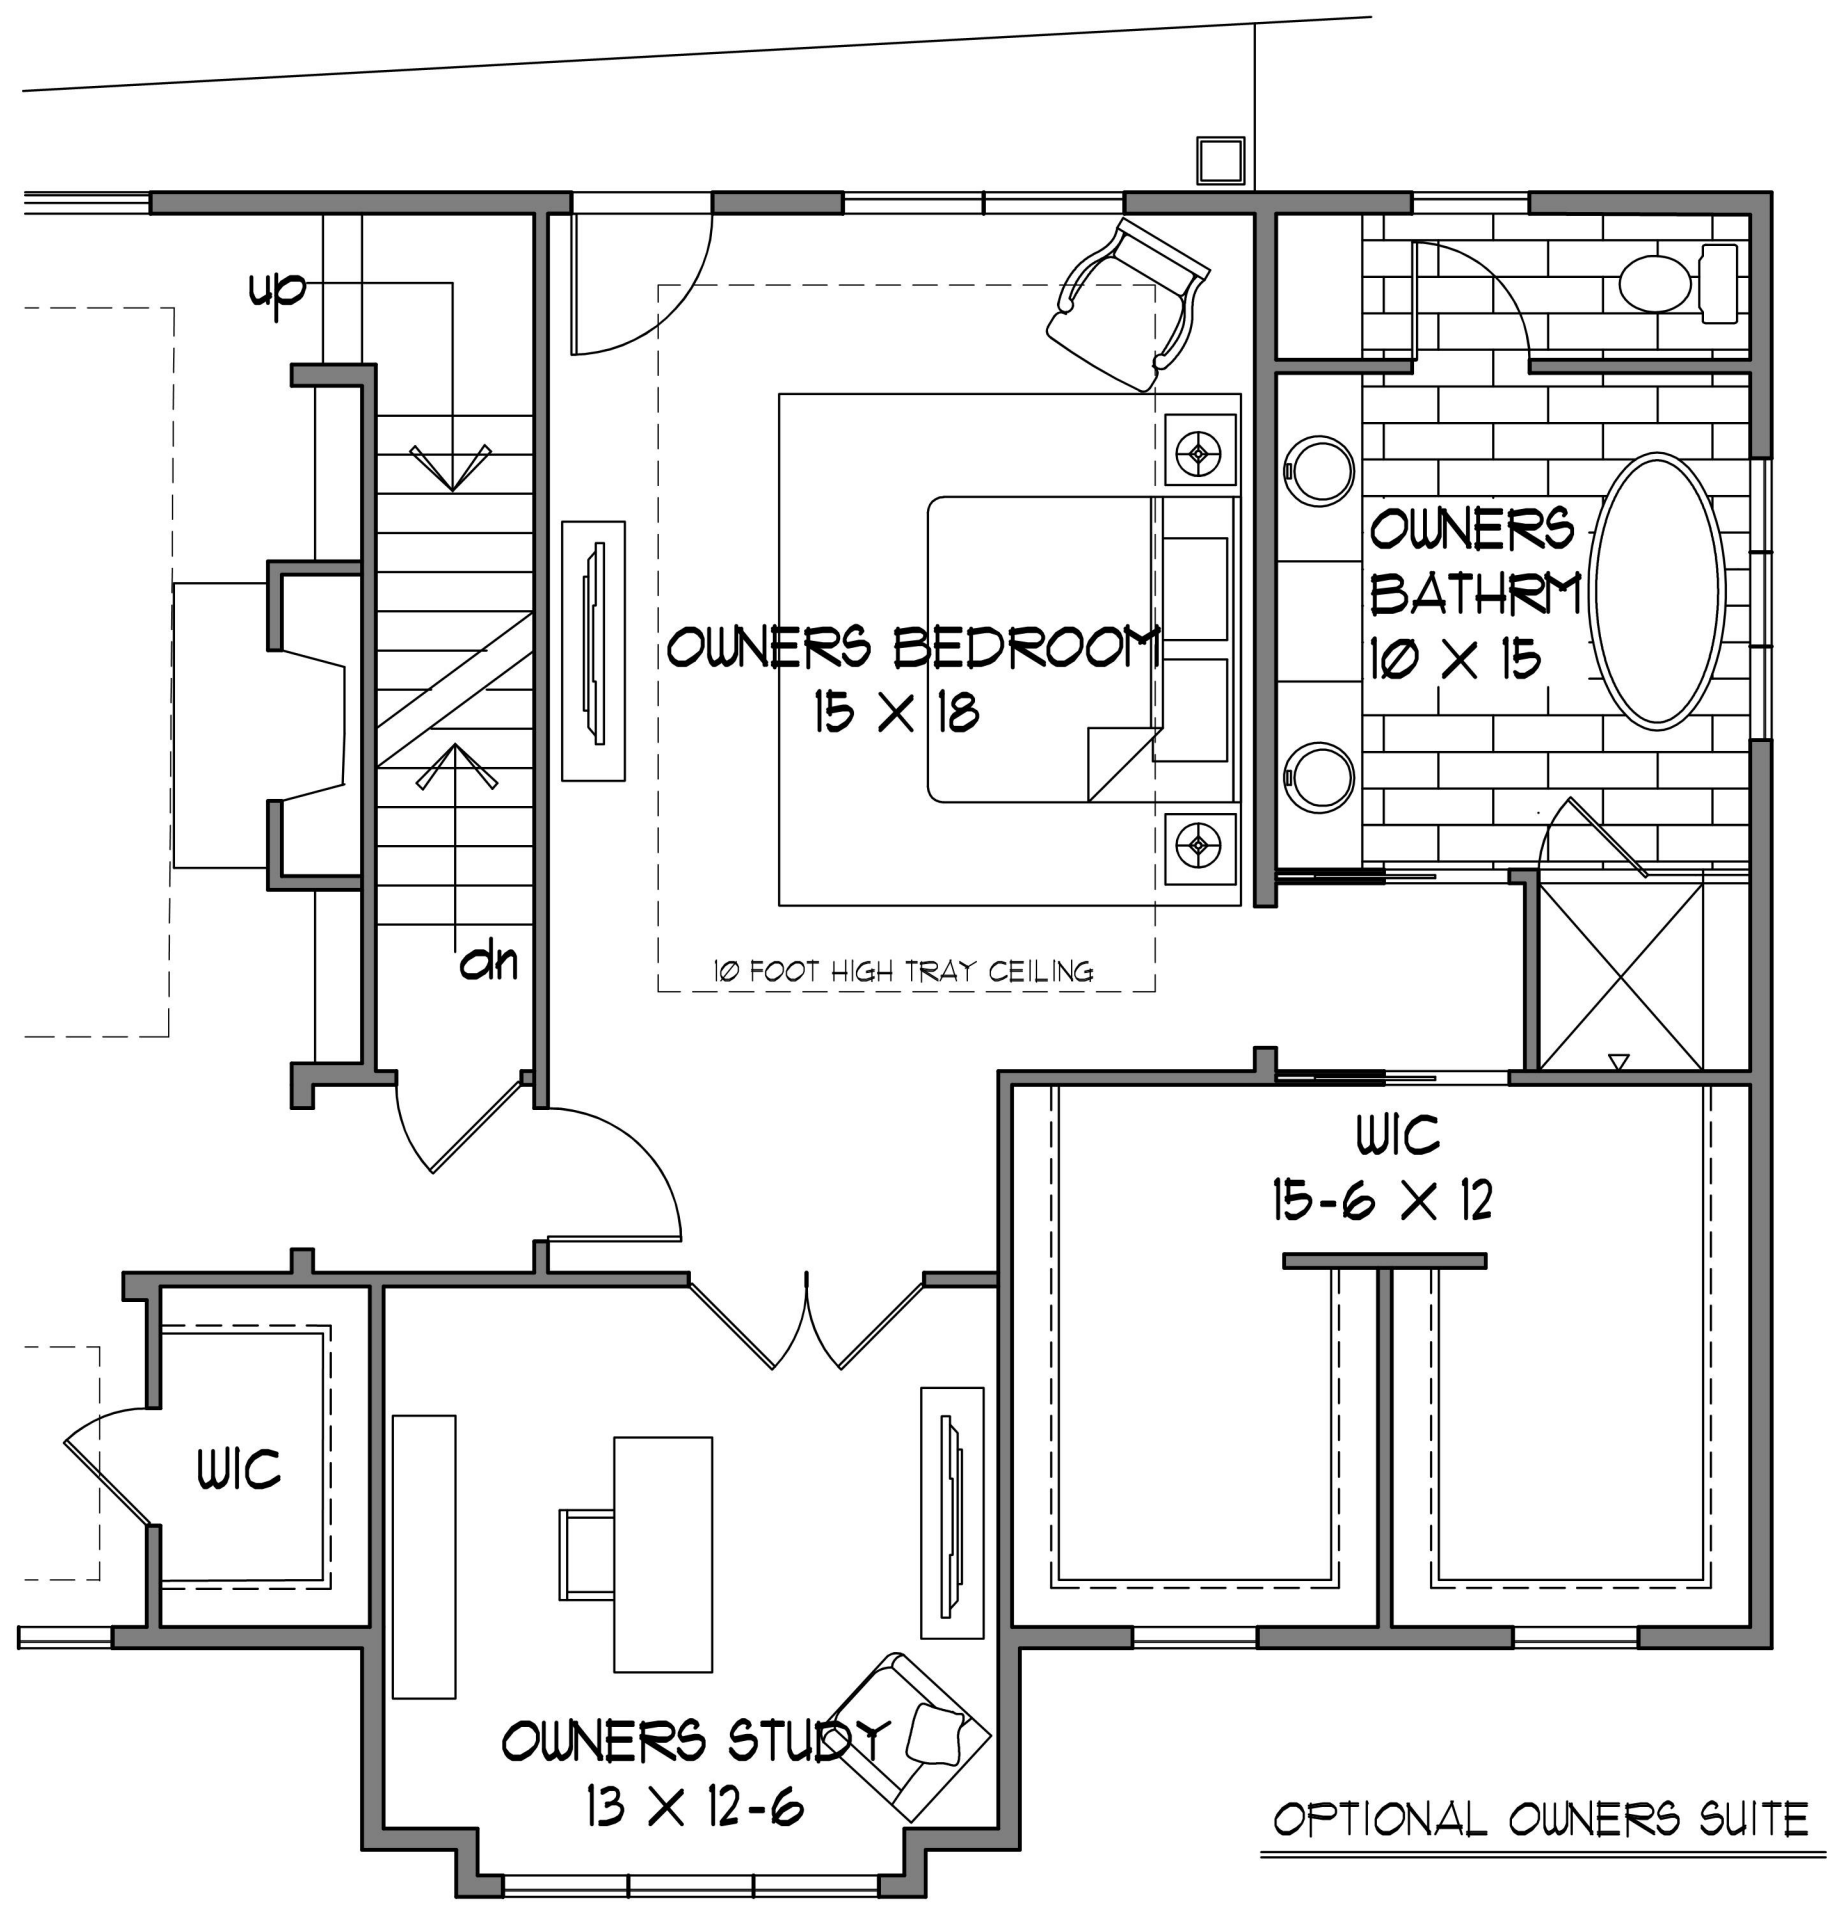 up
OWNERS
BATHRM
10 X 15
OWNERS BEDROOM
15 X 18
dn
10 FOOT HIGH TRAY CEILING
WIC
15-6 X 12
WIC
OWNERS STUDY
13 X 12-6
OPTIONAL OWNERS SUITE